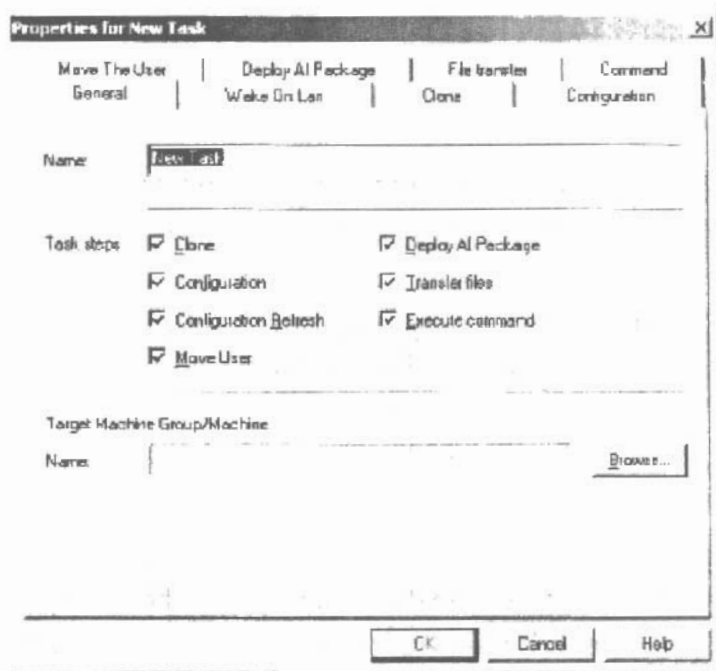 Properties for New Task
Move The User Deploy AI Package File transfer Command
General Wake On Lan Clone Configuration
Name: New Task
Task steps Clone Deploy AI Package
Configuration Transfer files
Configuration Refresh Execute command
Move User
Target Machine Group/Machine
Name: Browse...
OK Cancel Help